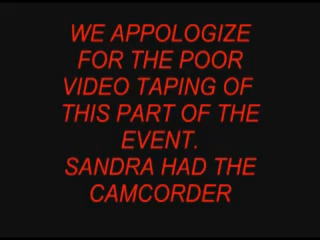 WE APPOLOGIZE
FOR THE POOR
VIDEO TAPING OF
THIS PART OF THE
EVENT.
SANDRA HAD THE
CAMCORDER